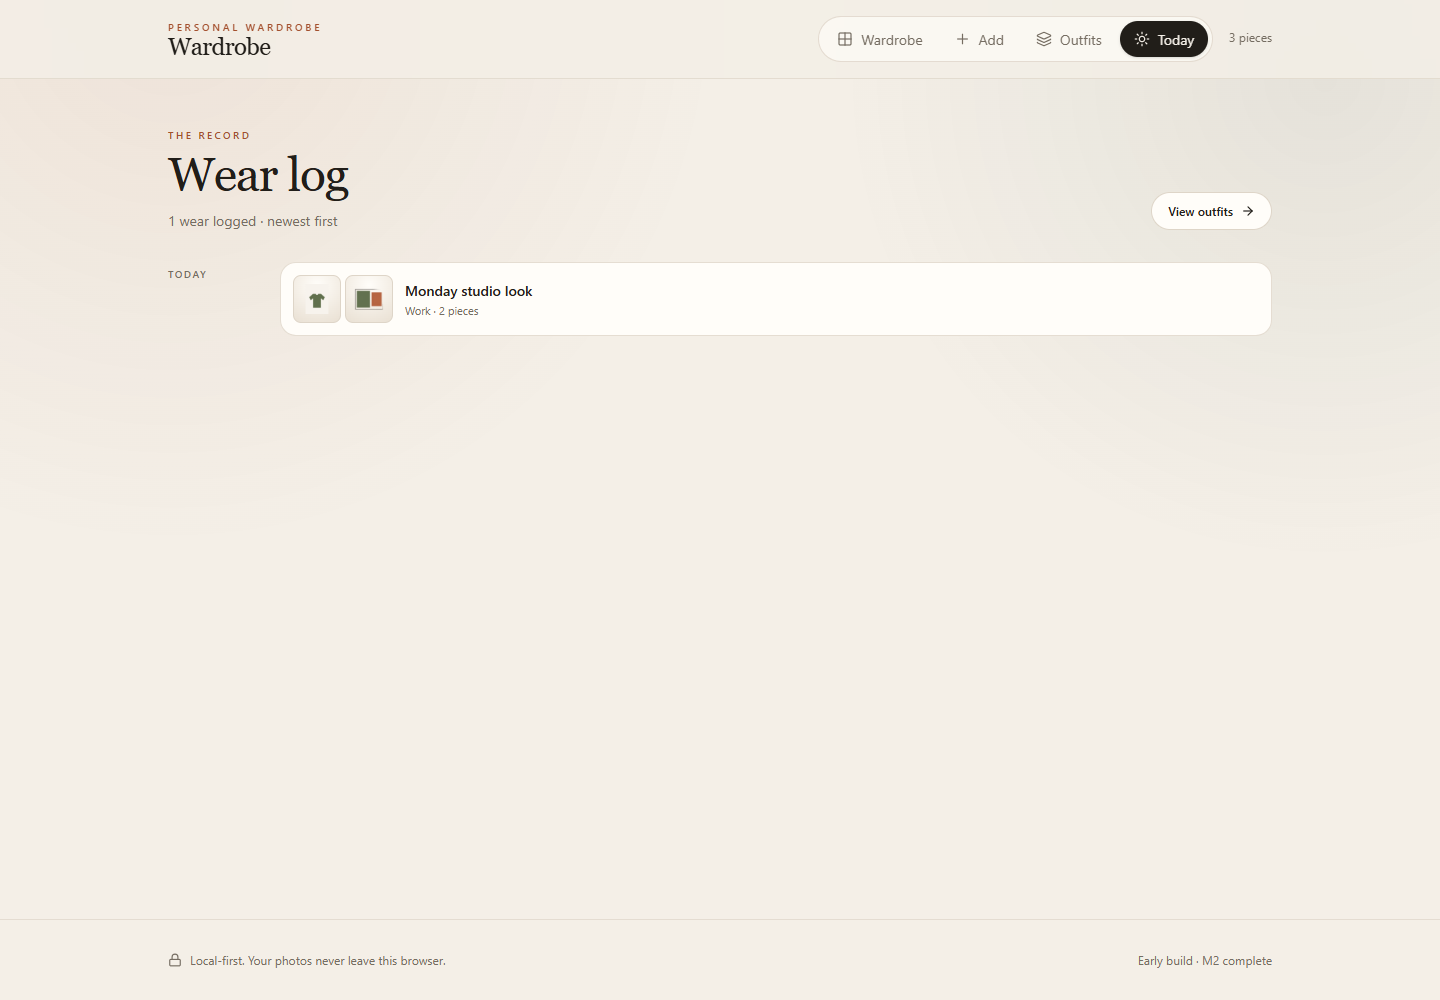 PERSONAL WARDROBE
Wardrobe
Wardrobe
Add
Outfits
Today
3 pieces
THE RECORD
Wear log
1 wear logged · newest first
View outfits
TODAY
Monday studio look
Work · 2 pieces
Local-first. Your photos never leave this browser.
Early build · M2 complete